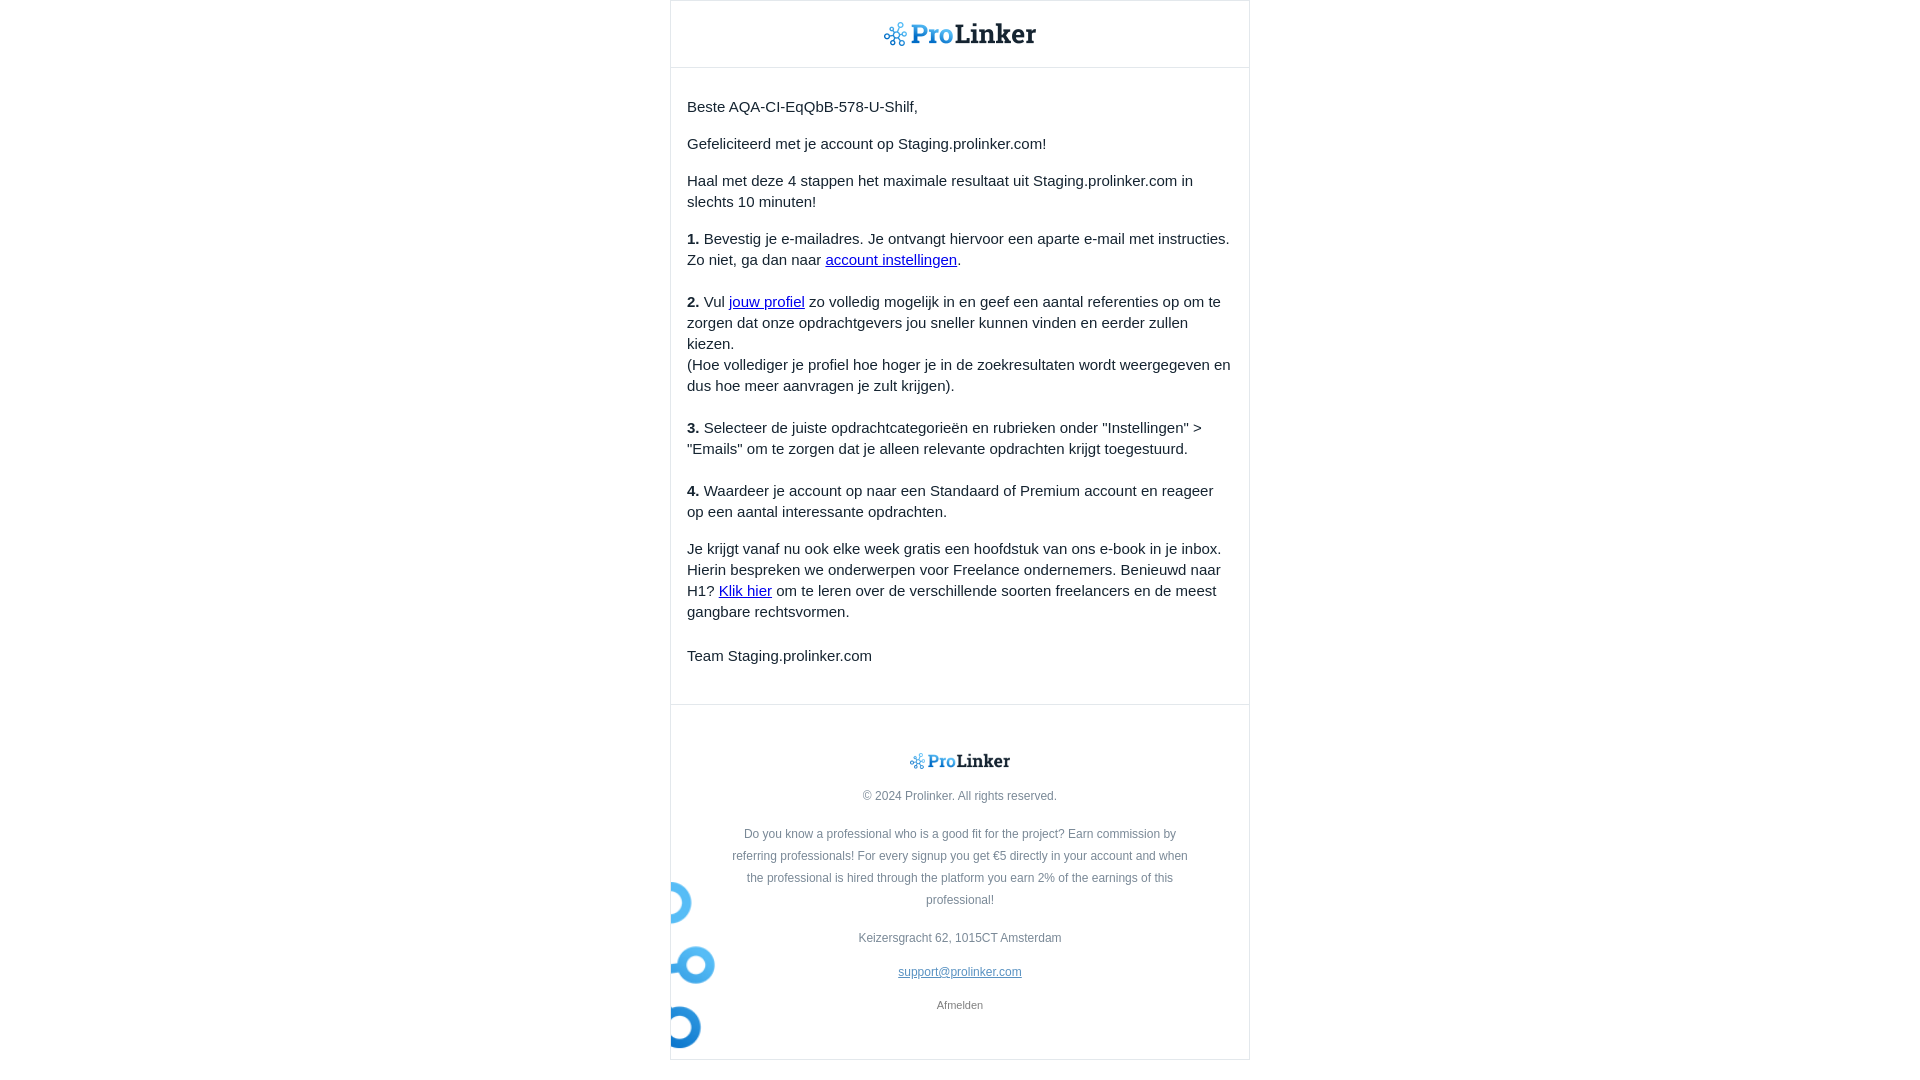 ProLinker
Beste AQA-CI-EqQbB-578-U-Shilf,
Gefeliciteerd met je account op Staging.prolinker.com!
Haal met deze 4 stappen het maximale resultaat uit Staging.prolinker.com in
slechts 10 minuten!
1. Bevestig je e-mailadres. Je ontvangt hiervoor een aparte e-mail met instructies.
Zo niet, ga dan naar account instellingen.
2. Vul jouw profiel zo volledig mogelijk in en geef een aantal referenties op om te
zorgen dat onze opdrachtgevers jou sneller kunnen vinden en eerder zullen
kiezen.
(Hoe vollediger je profiel hoe hoger je in de zoekresultaten wordt weergegeven en
dus hoe meer aanvragen je zult krijgen).
3. Selecteer de juiste opdrachtcategorieën en rubrieken onder "Instellingen" >
"Emails" om te zorgen dat je alleen relevante opdrachten krijgt toegestuurd.
4. Waardeer je account op naar een Standaard of Premium account en reageer
op een aantal interessante opdrachten.
Je krijgt vanaf nu ook elke week gratis een hoofdstuk van ons e-book in je inbox.
Hierin bespreken we onderwerpen voor Freelance ondernemers. Benieuwd naar
H1? Klik hier om te leren over de verschillende soorten freelancers en de meest
gangbare rechtsvormen.
Team Staging.prolinker.com
ProLinker
© 2024 Prolinker. All rights reserved.
Do you know a professional who is a good fit for the project? Earn commission by
referring professionals! For every signup you get €5 directly in your account and when
the professional is hired through the platform you earn 2% of the earnings of this
professional!
Keizersgracht 62, 1015CT Amsterdam
support@prolinker.com
Afmelden